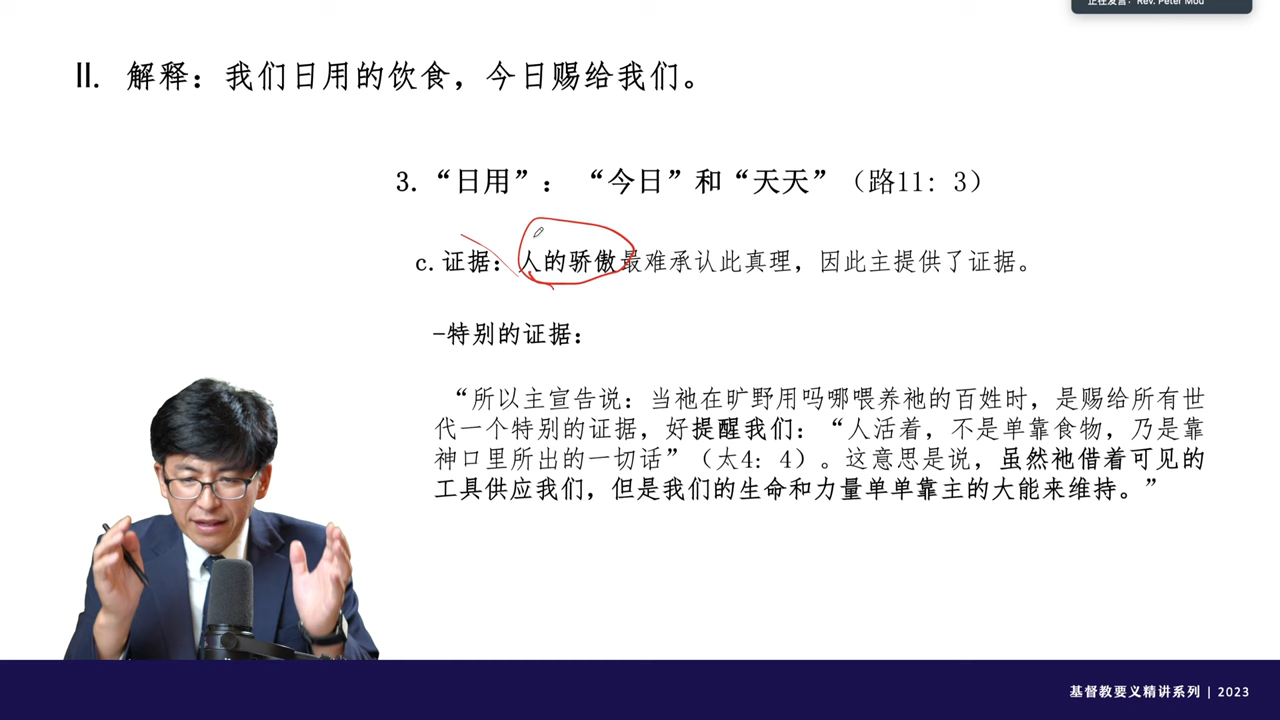 正在发言: Rev. Peter Mou
II. 解释：我们日用的饮食，今日赐给我们。
3.“日用”： “今日”和“天天”（路11: 3）
c.证据：人的骄傲最难承认此真理，因此主提供了证据。
-特别的证据：
“所以主宣告说：当祂在旷野用吗哪喂养祂的百姓时，是赐给所有世
代一个特别的证据，好提醒我们：“人活着，不是单靠食物，乃是靠
神口里所出的一切话”（太4: 4）。这意思是说，虽然祂借着可见的
工具供应我们，但是我们的生命和力量单单靠主的大能来维持。”
基督教要义精讲系列 | 2023